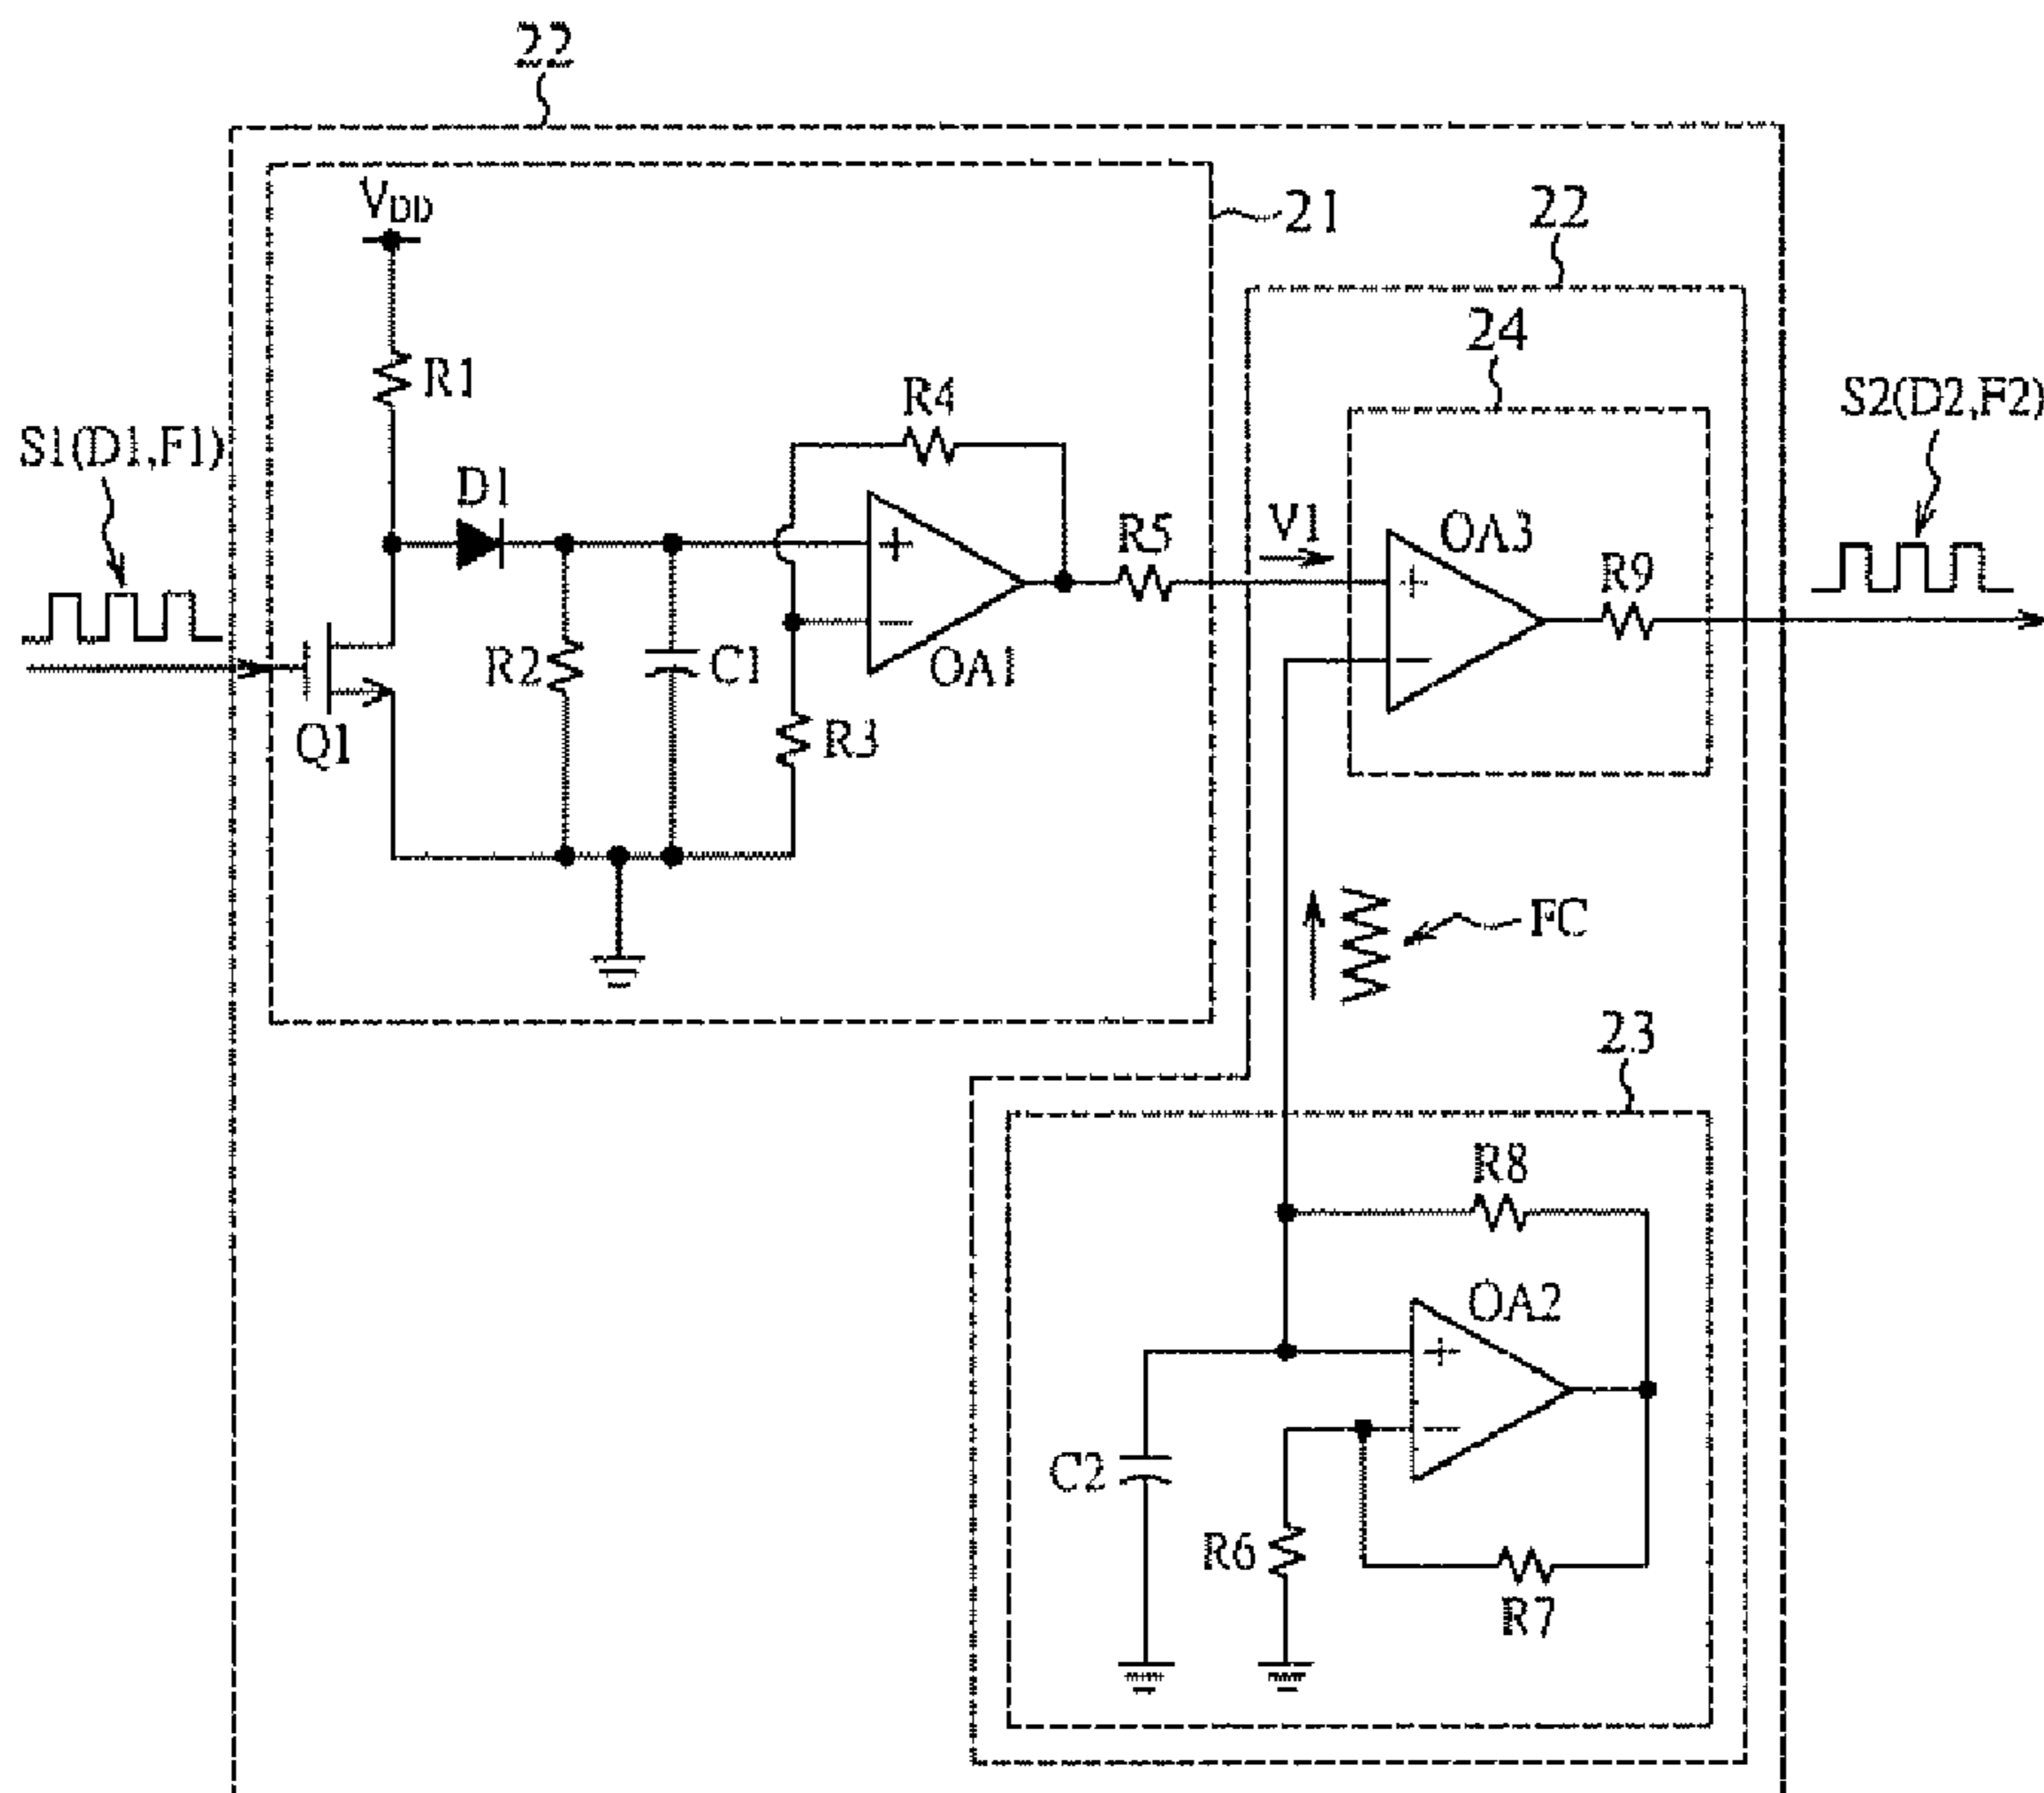 22
V_DD
21
22
24
R1
R4
S1(D1,F1)
S2(D2,F2)
D1
R5
V1
OA3
R9
+
+
−
R2
C1
OA1
−
Q1
R3
FC
23
R8
OA2
+
−
C2
R6
R7